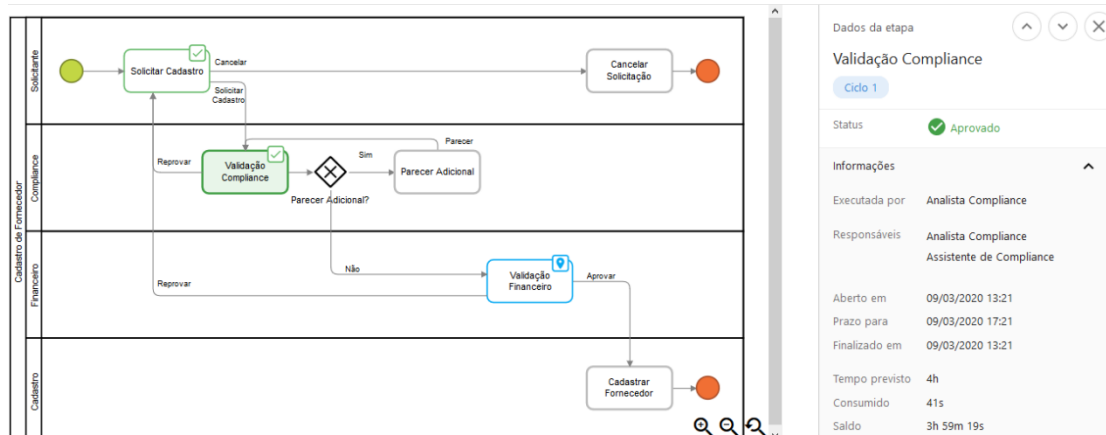 Cadastro de Fornecedor
Solicitante
Solicitar Cadastro
Cancelar
Solicitar
Cadastro
Cancelar
Solicitação
Compliance
Reprovar
Validação
Compliance
Parecer Adicional?
Sim
Parecer
Parecer Adicional
Financeiro
Não
Reprovar
Validação
Financeiro
Aprovar
Cadastro
Cadastrar
Fornecedor
Dados da etapa
Validação Compliance
Ciclo 1
Status Aprovado
Informações
Executada por Analista Compliance
Responsáveis Analista Compliance
Assistente de Compliance
Aberto em 09/03/2020 13:21
Prazo para 09/03/2020 17:21
Finalizado em 09/03/2020 13:21
Tempo previsto 4h
Consumido 41s
Saldo 3h 59m 19s